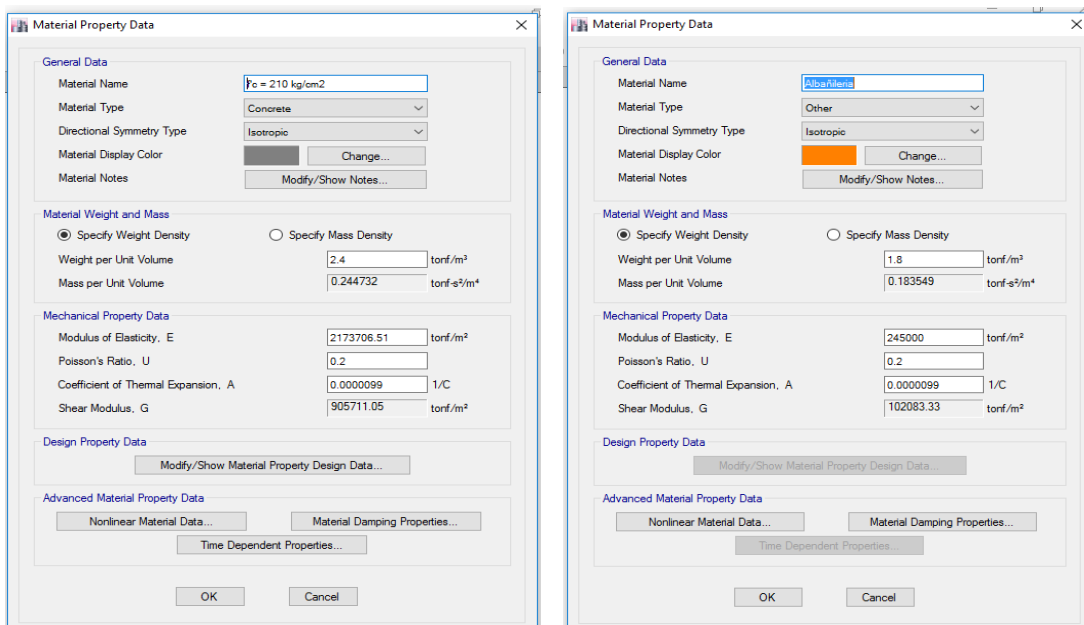 Material Property Data
General Data
Material Name f'c = 210 kg/cm2
Material Type Concrete
Directional Symmetry Type Isotropic
Material Display Color Change...
Material Notes Modify/Show Notes...
Material Weight and Mass
Specify Weight Density Specify Mass Density
Weight per Unit Volume 2.4 tonf/m³
Mass per Unit Volume 0.244732 tonf-s²/m⁴
Mechanical Property Data
Modulus of Elasticity, E 2173706.51 tonf/m²
Poisson's Ratio, U 0.2
Coefficient of Thermal Expansion, A 0.0000099 1/C
Shear Modulus, G 905711.05 tonf/m²
Design Property Data
Modify/Show Material Property Design Data...
Advanced Material Property Data
Nonlinear Material Data... Material Damping Properties...
Time Dependent Properties...
OK Cancel
Material Property Data
General Data
Material Name Albañileria
Material Type Other
Directional Symmetry Type Isotropic
Material Display Color Change...
Material Notes Modify/Show Notes...
Material Weight and Mass
Specify Weight Density Specify Mass Density
Weight per Unit Volume 1.8 tonf/m³
Mass per Unit Volume 0.183549 tonf-s²/m⁴
Mechanical Property Data
Modulus of Elasticity, E 245000 tonf/m²
Poisson's Ratio, U 0.2
Coefficient of Thermal Expansion, A 0.0000099 1/C
Shear Modulus, G 102083.33 tonf/m²
Design Property Data
Modify/Show Material Property Design Data...
Advanced Material Property Data
Nonlinear Material Data... Material Damping Properties...
Time Dependent Properties...
OK Cancel